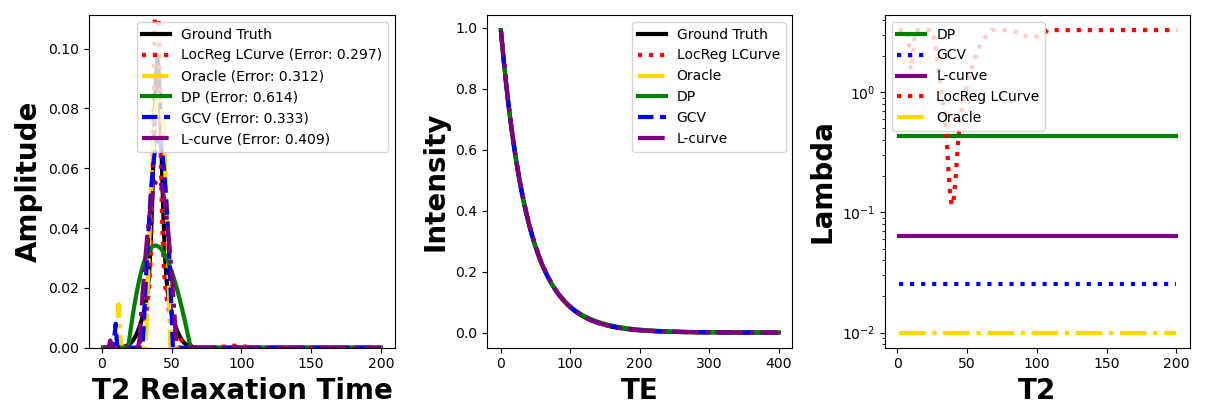 Amplitude
0.10
0.08
0.06
0.04
0.02
0.00
Ground Truth
LocReg LCurve (Error: 0.297)
Oracle (Error: 0.312)
DP (Error: 0.614)
GCV (Error: 0.333)
L-curve (Error: 0.409)
0 50 100 150 200
T2 Relaxation Time
Intensity
1.0
0.8
0.6
0.4
0.2
0.0
Ground Truth
LocReg LCurve
Oracle
DP
GCV
L-curve
0 100 200 300 400
TE
Lambda
10⁰
10⁻¹
10⁻²
DP
GCV
L-curve
LocReg LCurve
Oracle
0 50 100 150 200
T2